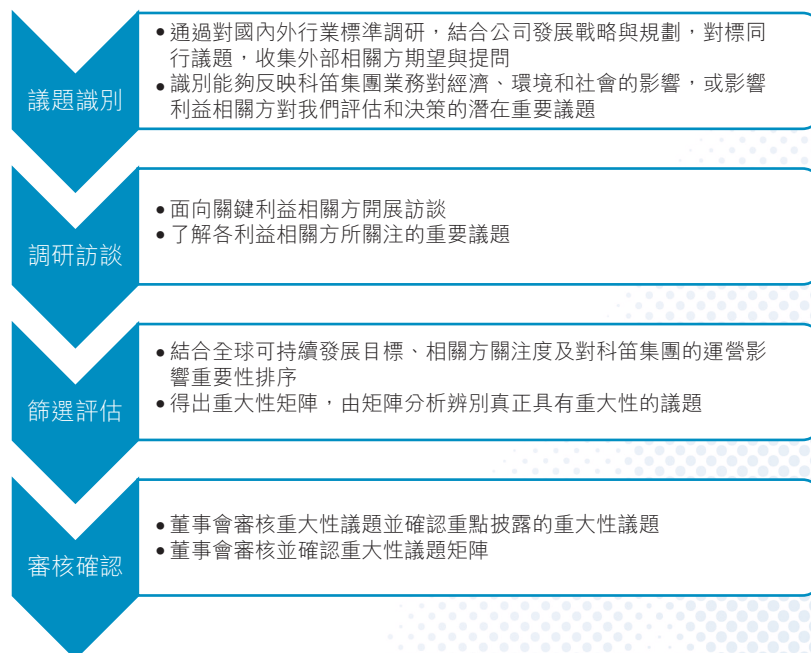 議題識別
• 通過對國內外行業標準調研，結合公司發展戰略與規劃，對標同
行議題，收集外部相關方期望與提問
• 識別能夠反映科笛集團業務對經濟、環境和社會的影響，或影響
利益相關方對我們評估和決策的潛在重要議題
調研訪談
• 面向關鍵利益相關方開展訪談
• 了解各利益相關方所關注的重要議題
篩選評估
• 結合全球可持續發展目標、相關方關注度及對科笛集團的運營影
響重要性排序
• 得出重大性矩陣，由矩陣分析辨別真正具有重大性的議題
審核確認
• 董事會審核重大性議題並確認重點披露的重大性議題
• 董事會審核並確認重大性議題矩陣